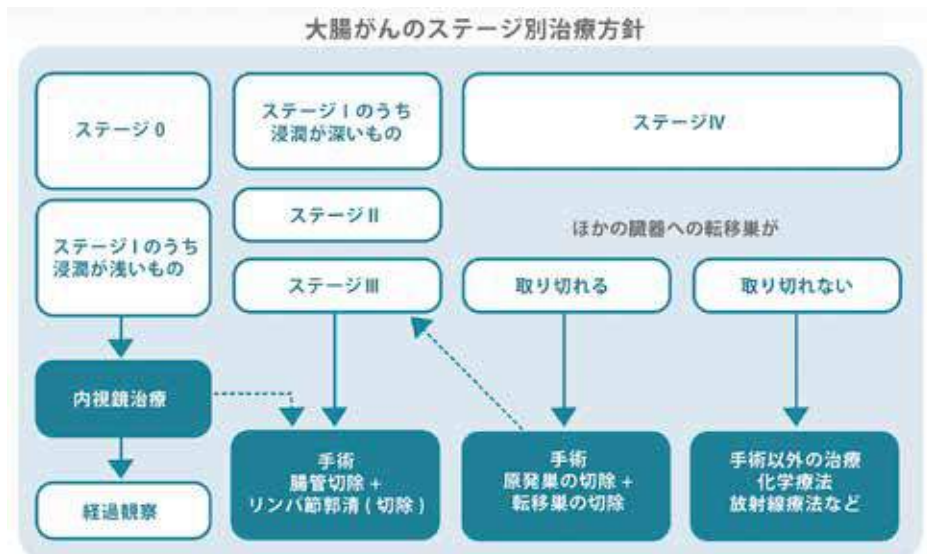 大腸がんのステージ別治療方針
ステージ 0
ステージ I のうち
浸潤が浅いもの
内視鏡治療
経過観察
ステージ I のうち
浸潤が深いもの
ステージ II
ステージ III
手術
腸管切除 +
リンパ節郭清 ( 切除 )
ステージIV
ほかの臓器への転移巣が
取り切れる
取り切れない
手術
原発巣の切除 +
転移巣の切除
手術以外の治療
化学療法
放射線療法など